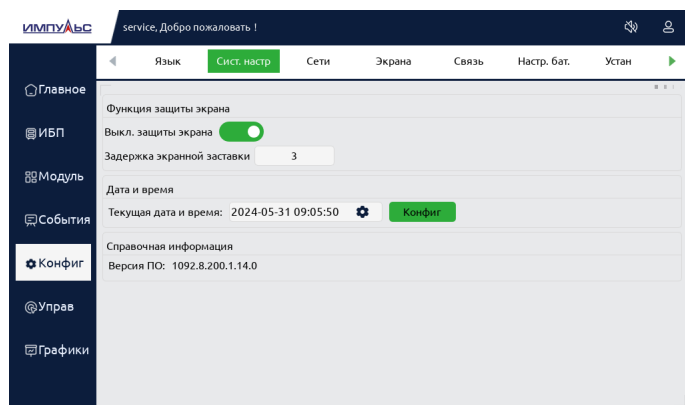 ИМПУЛЬС
service, Добро пожаловать !
Язык Сист. настр Сети Экрана Связь Настр. бат. Устан
Главное
ИБП
Модуль
События
Конфиг
Управ
Графики
Функция защиты экрана
Выкл. защиты экрана
Задержка экранной заставки 3
Дата и время
Текущая дата и время: 2024-05-31 09:05:50 Конфиг
Справочная информация
Версия ПО: 1092.8.200.1.14.0